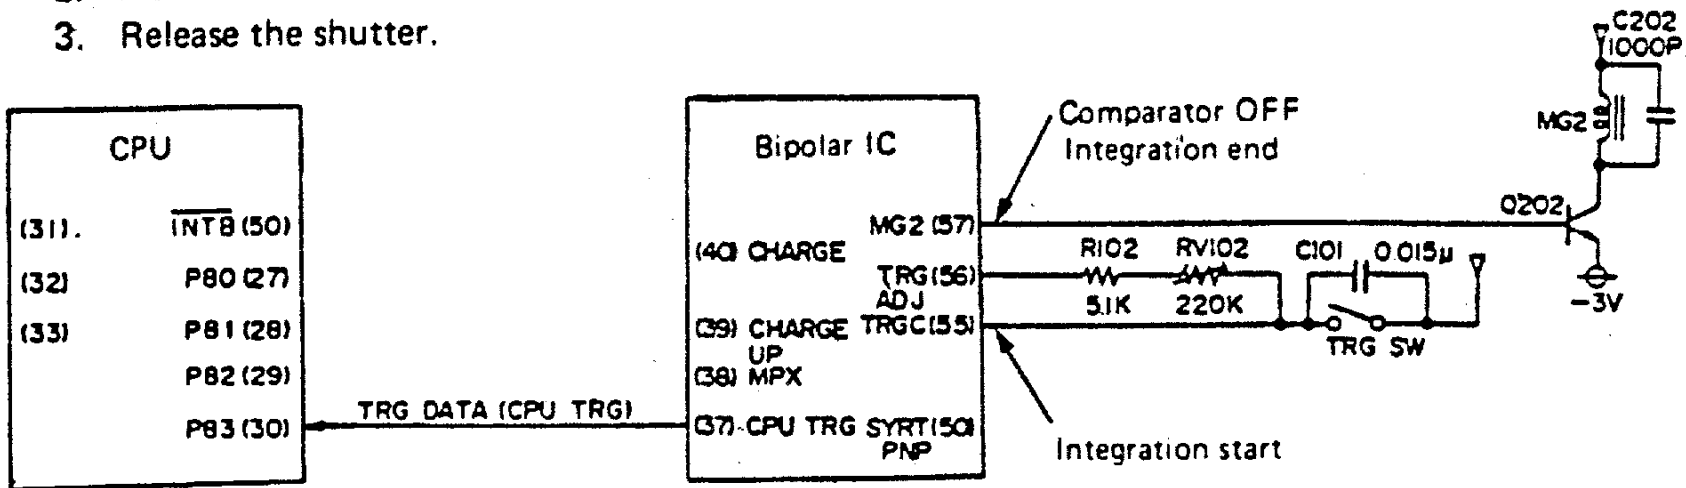 3. Release the shutter.
C202
1000P
CPU
Bipolar IC
Comparator OFF
Integration end
MG2
(31).
INT8 (50)
MG2 (57)
Q202
(40) CHARGE
R102
RV102
C101
0.015µ
(32)
P80 (27)
TRG (56)
ADJ
5.1K
220K
-3V
(33)
P81 (28)
(39) CHARGE
UP
TRGC (55)
TRG SW
P82 (29)
(38) MPX
TRG DATA (CPU TRG)
P83 (30)
(37) CPU TRG
SYRT (50)
PNP
Integration start